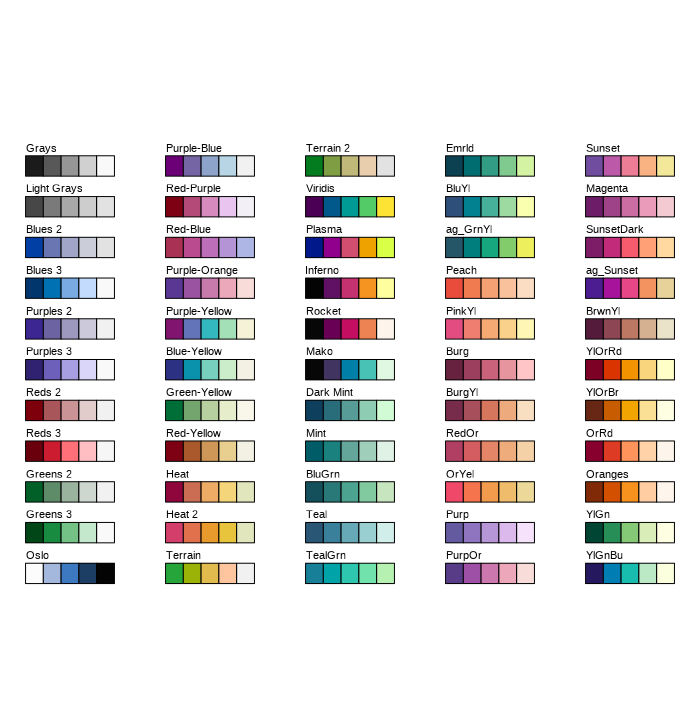 Grays
Light Grays
Blues 2
Blues 3
Purples 2
Purples 3
Reds 2
Reds 3
Greens 2
Greens 3
Oslo
Purple-Blue
Red-Purple
Red-Blue
Purple-Orange
Purple-Yellow
Blue-Yellow
Green-Yellow
Red-Yellow
Heat
Heat 2
Terrain
Terrain 2
Viridis
Plasma
Inferno
Rocket
Mako
Dark Mint
Mint
BluGrn
Teal
TealGrn
Emrld
BluYl
ag_GrnYl
Peach
PinkYl
Burg
BurgYl
RedOr
OrYel
Purp
PurpOr
Sunset
Magenta
SunsetDark
ag_Sunset
BrwnYl
YlOrRd
YlOrBr
OrRd
Oranges
YlGn
YlGnBu